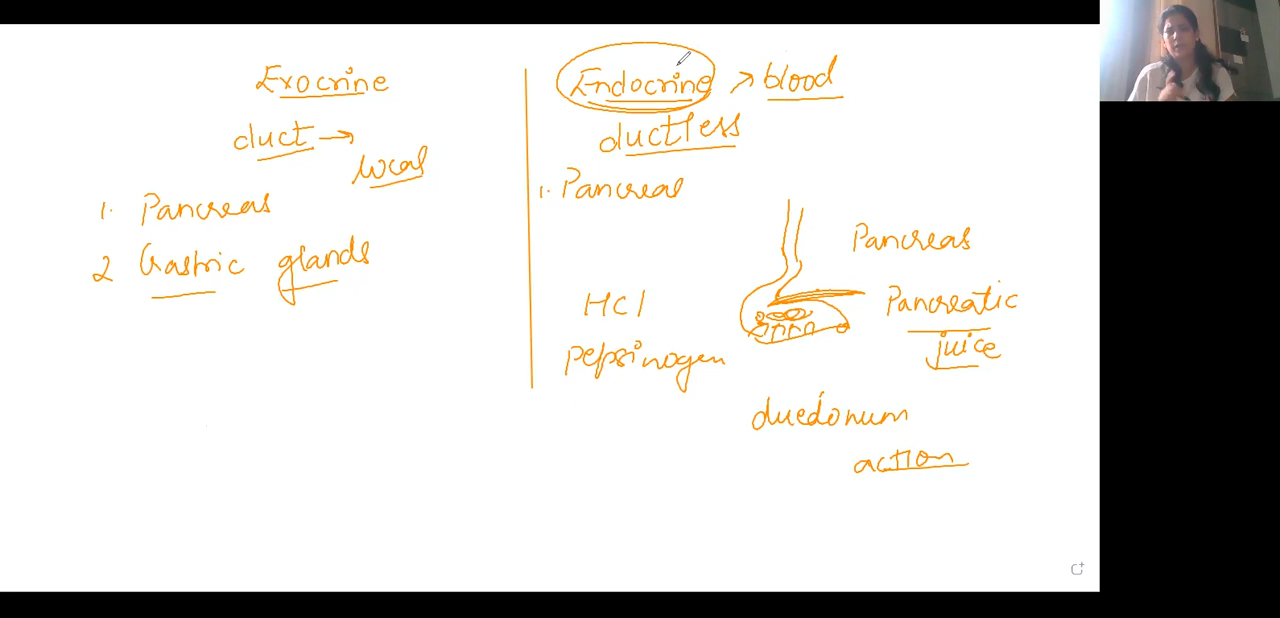 Exocrine
duct →
local
1. Pancreas
2 Gastric glands
Endocrine → blood
ductless
1. Pancreas
Pancreas
HCl
Pancreatic
juice
pepsinogen
duedonum
action